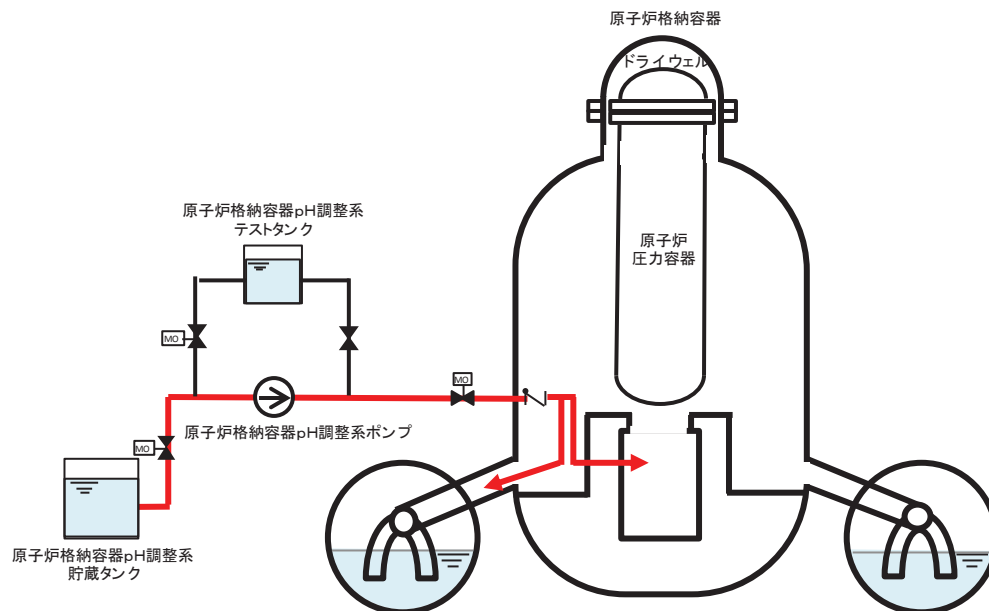 原子炉格納容器
ドライウェル
原子炉格納容器pH調整系
テストタンク
原子炉
圧力容器
MO
MO
原子炉格納容器pH調整系ポンプ
MO
原子炉格納容器pH調整系
貯蔵タンク